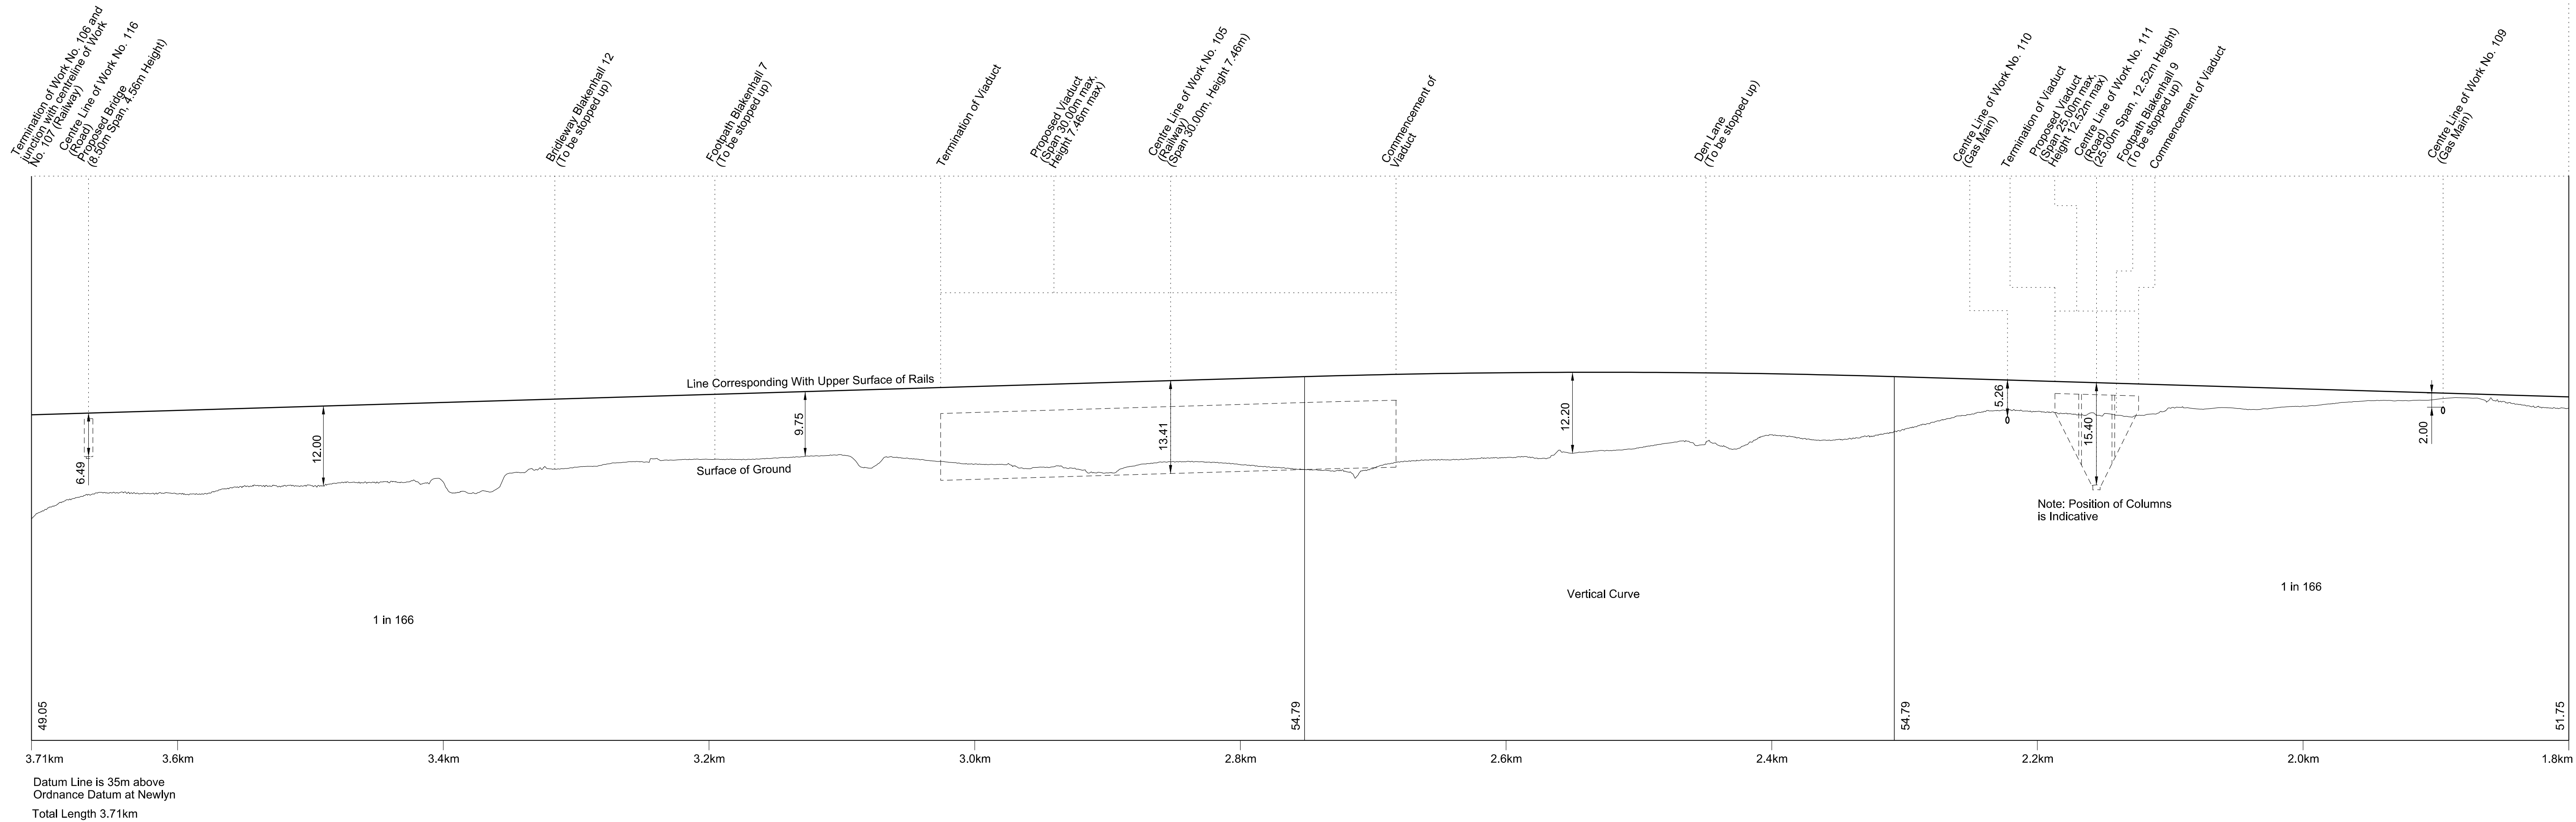 Termination of Work No. 106 and
junction with centreline of Work
No. 107 (Railway)
Centre Line of Work No. 116
(Road)
Proposed Bridge
(8.50m Span, 4.56m Height)
Bridleway Blakenhall 12
(To be stopped up)
Footpath Blakenhall 7
(To be stopped up)
Termination of Viaduct
Proposed Viaduct
(Span 30.00m max,
Height 7.46m max)
Centre Line of Work No. 105
(Railway)
(Span 30.00m, Height 7.46m)
Commencement of
Viaduct
Den Lane
(To be stopped up)
Centre Line of Work No. 110
(Gas Main)
Termination of Viaduct
Proposed Viaduct
(Span 25.00m max,
Height 12.52m max)
Centre Line of Work No. 111
(Road)
(25.00m Span, 12.52m Height)
Footpath Blakenhall 9
(To be stopped up)
Commencement of Viaduct
Centre Line of Work No. 109
(Gas Main)
Line Corresponding With Upper Surface of Rails
Surface of Ground
6.49
12.00
9.75
13.41
12.20
5.26
15.40
2.00
Note: Position of Columns
is Indicative
1 in 166
Vertical Curve
1 in 166
49.05
54.79
54.79
51.75
3.71km
3.6km
3.4km
3.2km
3.0km
2.8km
2.6km
2.4km
2.2km
2.0km
1.8km
Datum Line is 35m above
Ordnance Datum at Newlyn
Total Length 3.71km